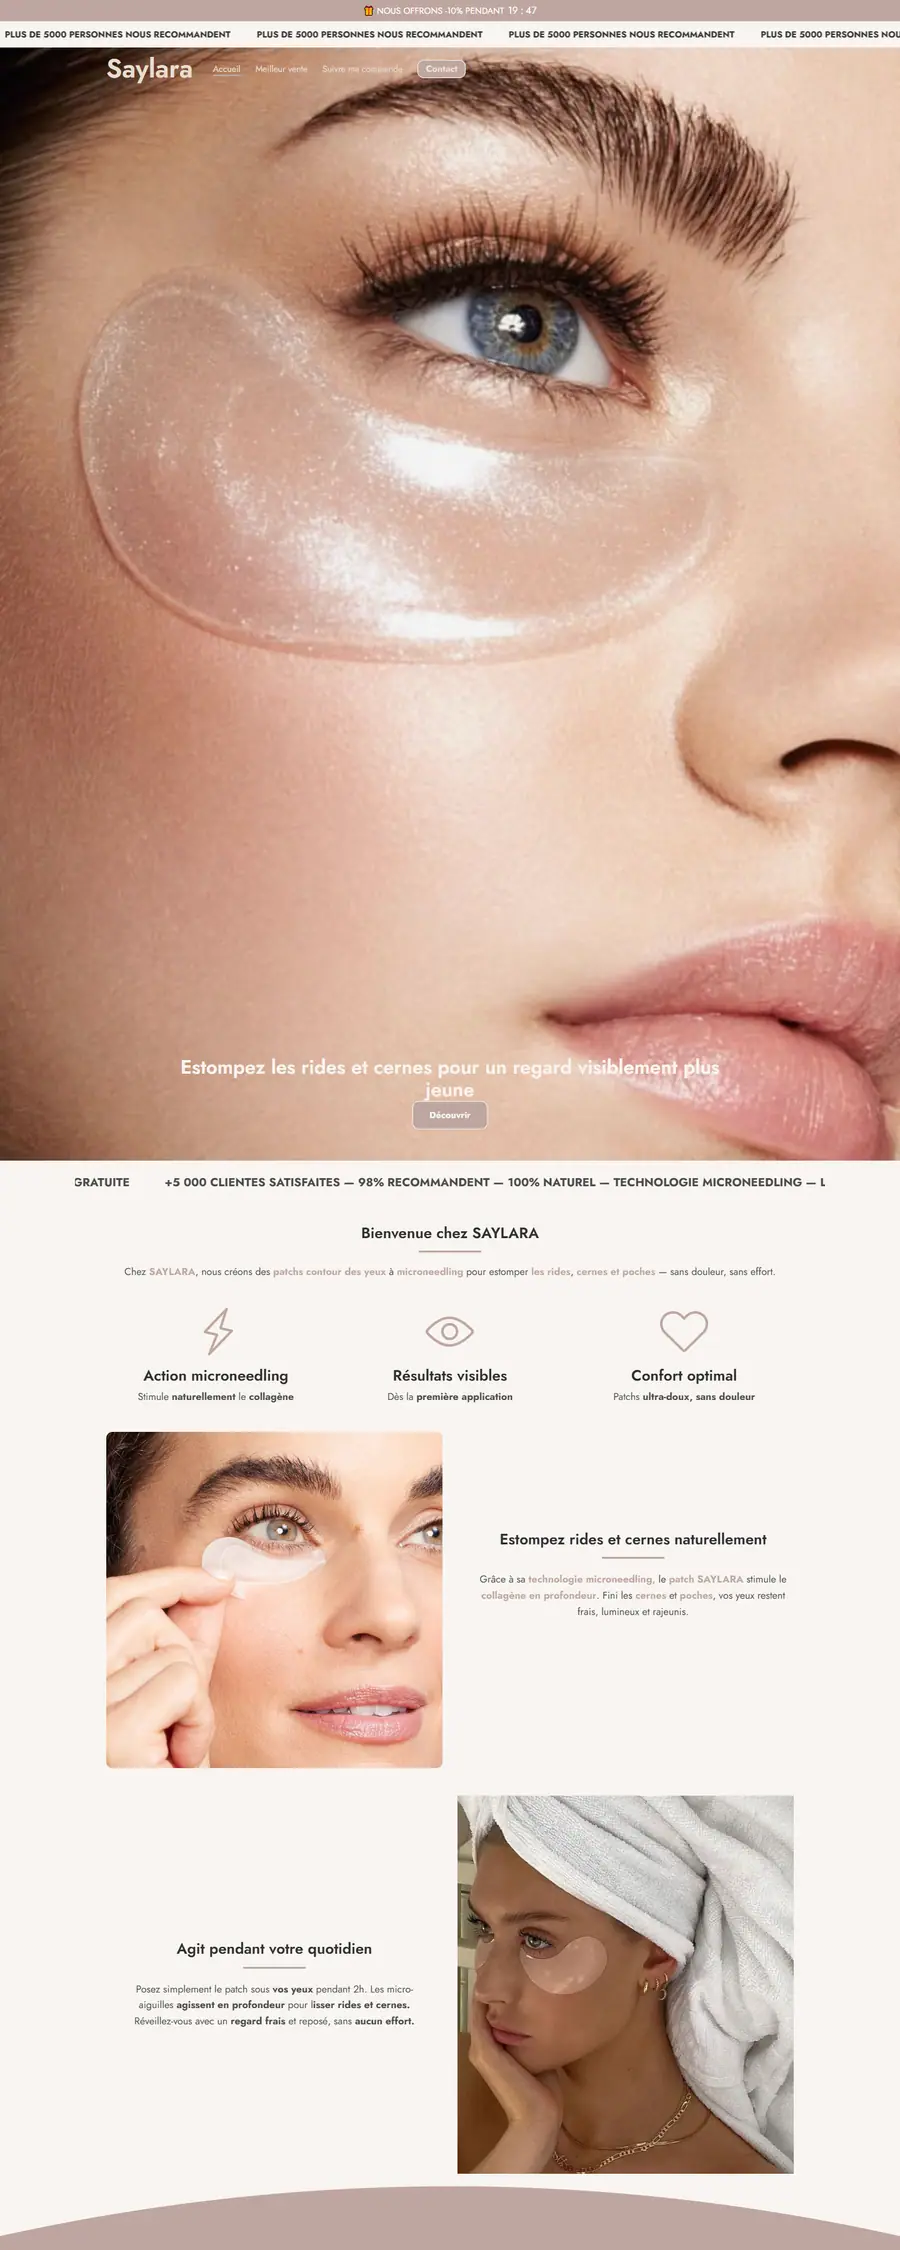 🎁 NOUS OFFRONS -10% PENDANT 19 : 47
PLUS DE 5000 PERSONNES NOUS RECOMMANDENT PLUS DE 5000 PERSONNES NOUS RECOMMANDENT PLUS DE 5000 PERSONNES NOUS RECOMMANDENT PLUS DE 5000 PERSONNES NOU
Saylara Accueil Meilleur vente Suivre ma commande Contact
Estompez les rides et cernes pour un regard visiblement plus
jeune
Découvrir
GRATUITE +5 000 CLIENTES SATISFAITES — 98% RECOMMANDENT — 100% NATUREL — TECHNOLOGIE MICRONEEDLING — L
Bienvenue chez SAYLARA
Chez SAYLARA, nous créons des patchs contour des yeux à microneedling pour estomper les rides, cernes et poches — sans douleur, sans effort.
Action microneedling
Stimule naturellement le collagène
Résultats visibles
Dès la première application
Confort optimal
Patchs ultra-doux, sans douleur
Estompez rides et cernes naturellement
Grâce à sa technologie microneedling, le patch SAYLARA stimule le
collagène en profondeur. Fini les cernes et poches, vos yeux restent
frais, lumineux et rajeunis.
Agit pendant votre quotidien
Posez simplement le patch sous vos yeux pendant 2h. Les micro-
aiguilles agissent en profondeur pour lisser rides et cernes.
Réveillez-vous avec un regard frais et reposé, sans aucun effort.